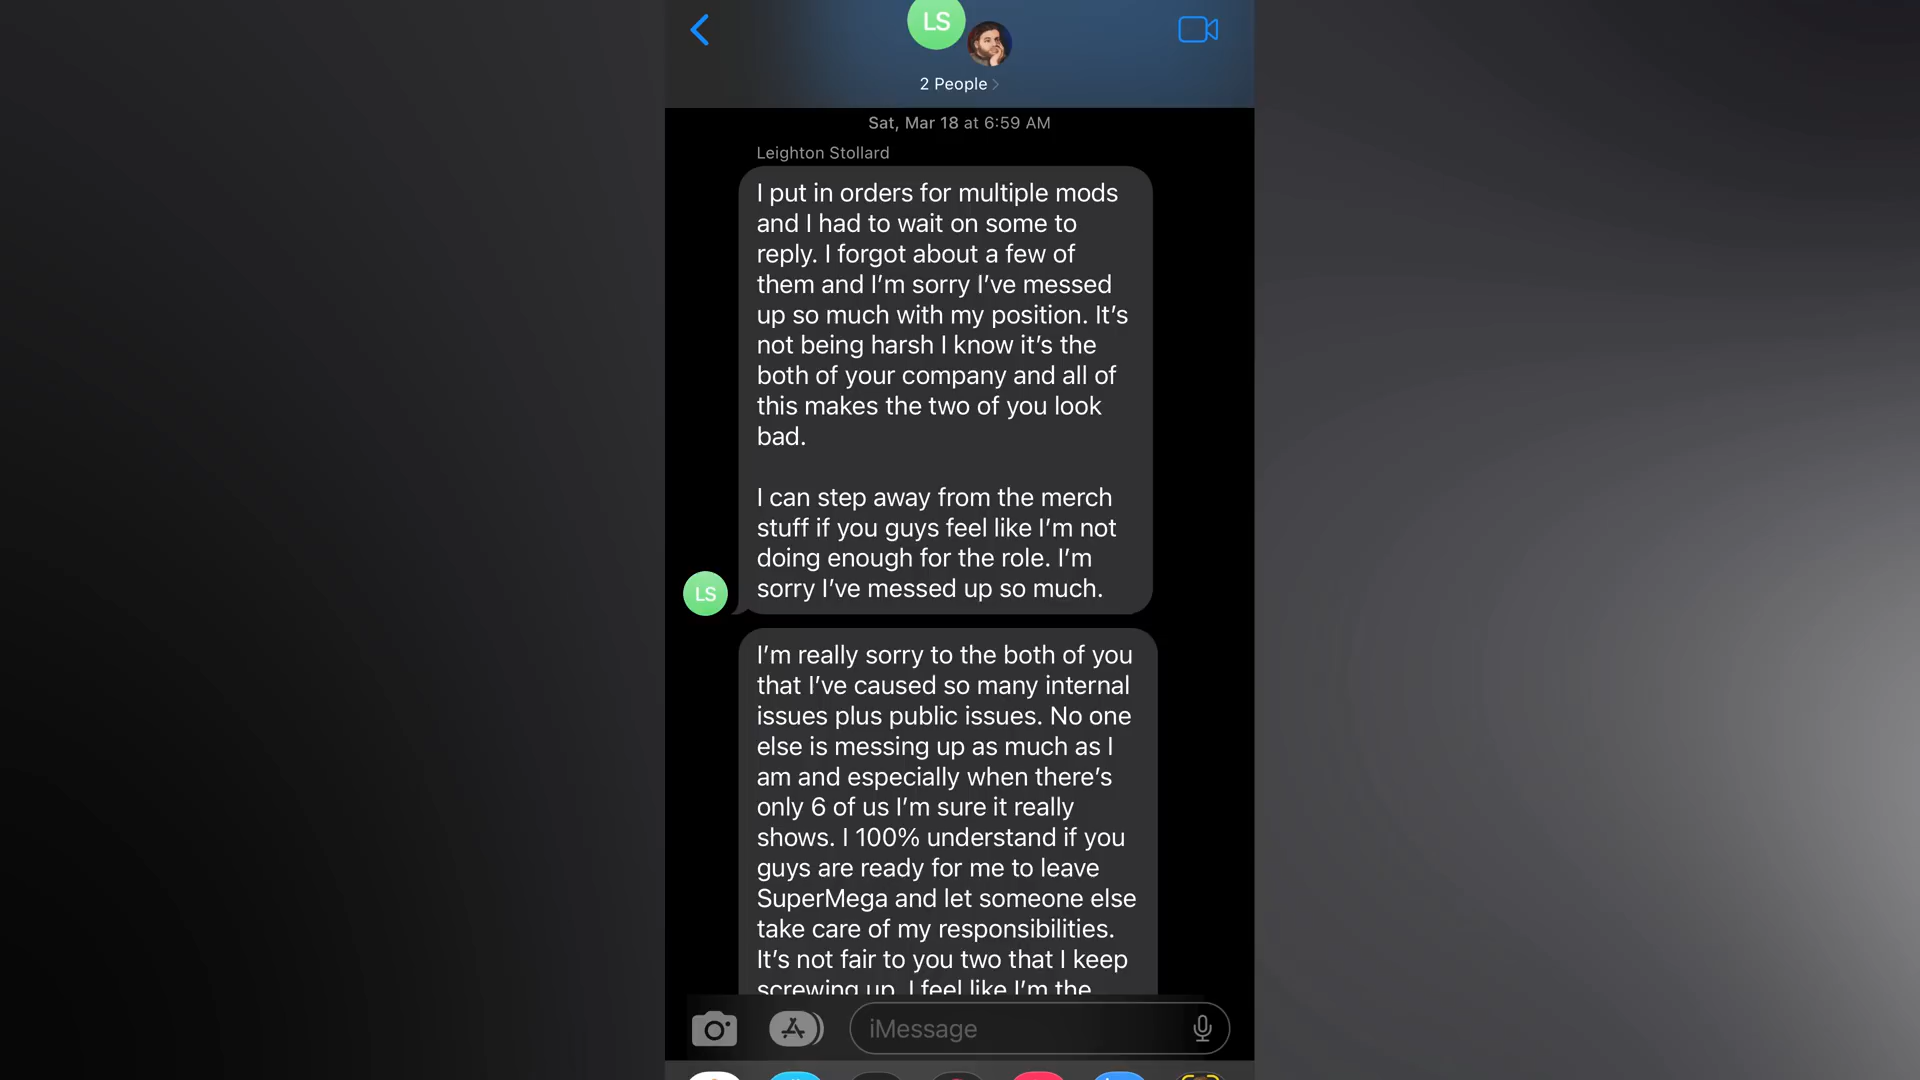 LS
2 People
Sat, Mar 18 at 6:59 AM
Leighton Stollard
I put in orders for multiple mods
and I had to wait on some to
reply. I forgot about a few of
them and I’m sorry I’ve messed
up so much with my position. It’s
not being harsh I know it’s the
both of your company and all of
this makes the two of you look
bad.
I can step away from the merch
stuff if you guys feel like I’m not
doing enough for the role. I’m
sorry I’ve messed up so much.
LS
I’m really sorry to the both of you
that I’ve caused so many internal
issues plus public issues. No one
else is messing up as much as I
am and especially when there’s
only 6 of us I’m sure it really
shows. I 100% understand if you
guys are ready for me to leave
SuperMega and let someone else
take care of my responsibilities.
It’s not fair to you two that I keep
screwing up. I feel like I’m the
iMessage